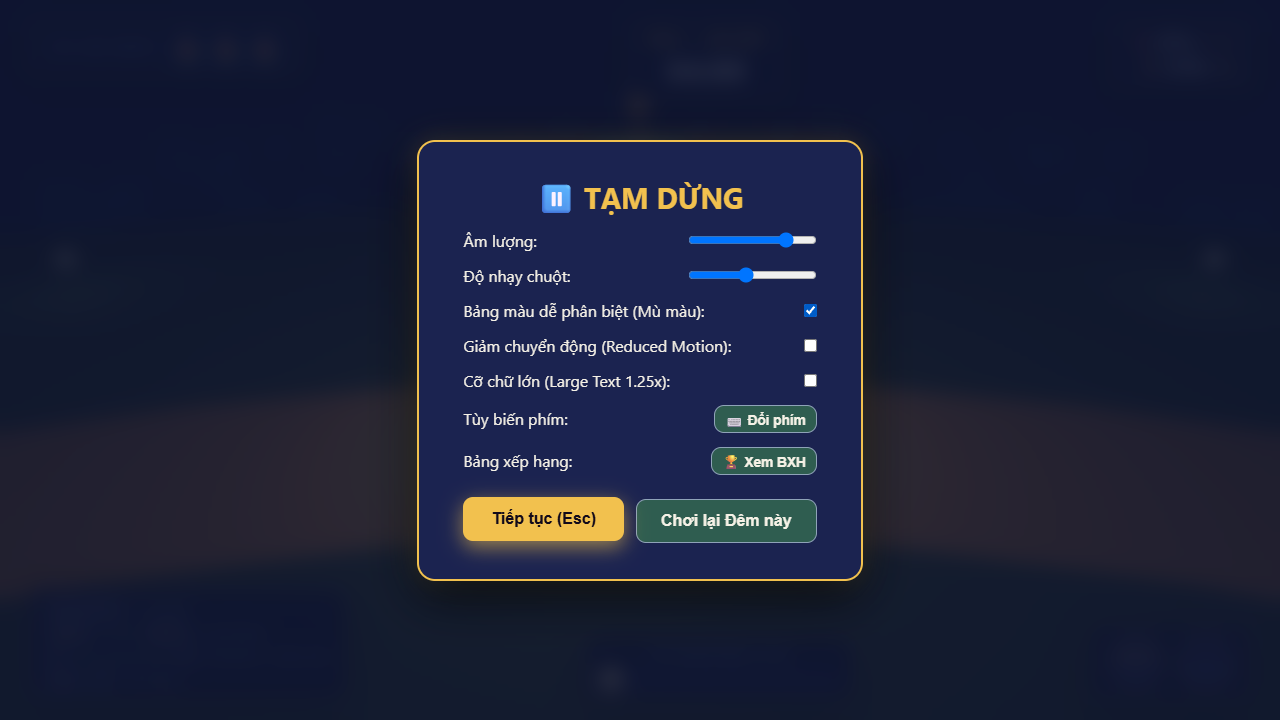 TẠM DỪNG
Âm lượng:
Độ nhạy chuột:
Bảng màu dễ phân biệt (Mù màu):
Giảm chuyển động (Reduced Motion):
Cỡ chữ lớn (Large Text 1.25x):
Tùy biến phím: Đổi phím
Bảng xếp hạng: Xem BXH
Tiếp tục (Esc) Chơi lại Đêm này